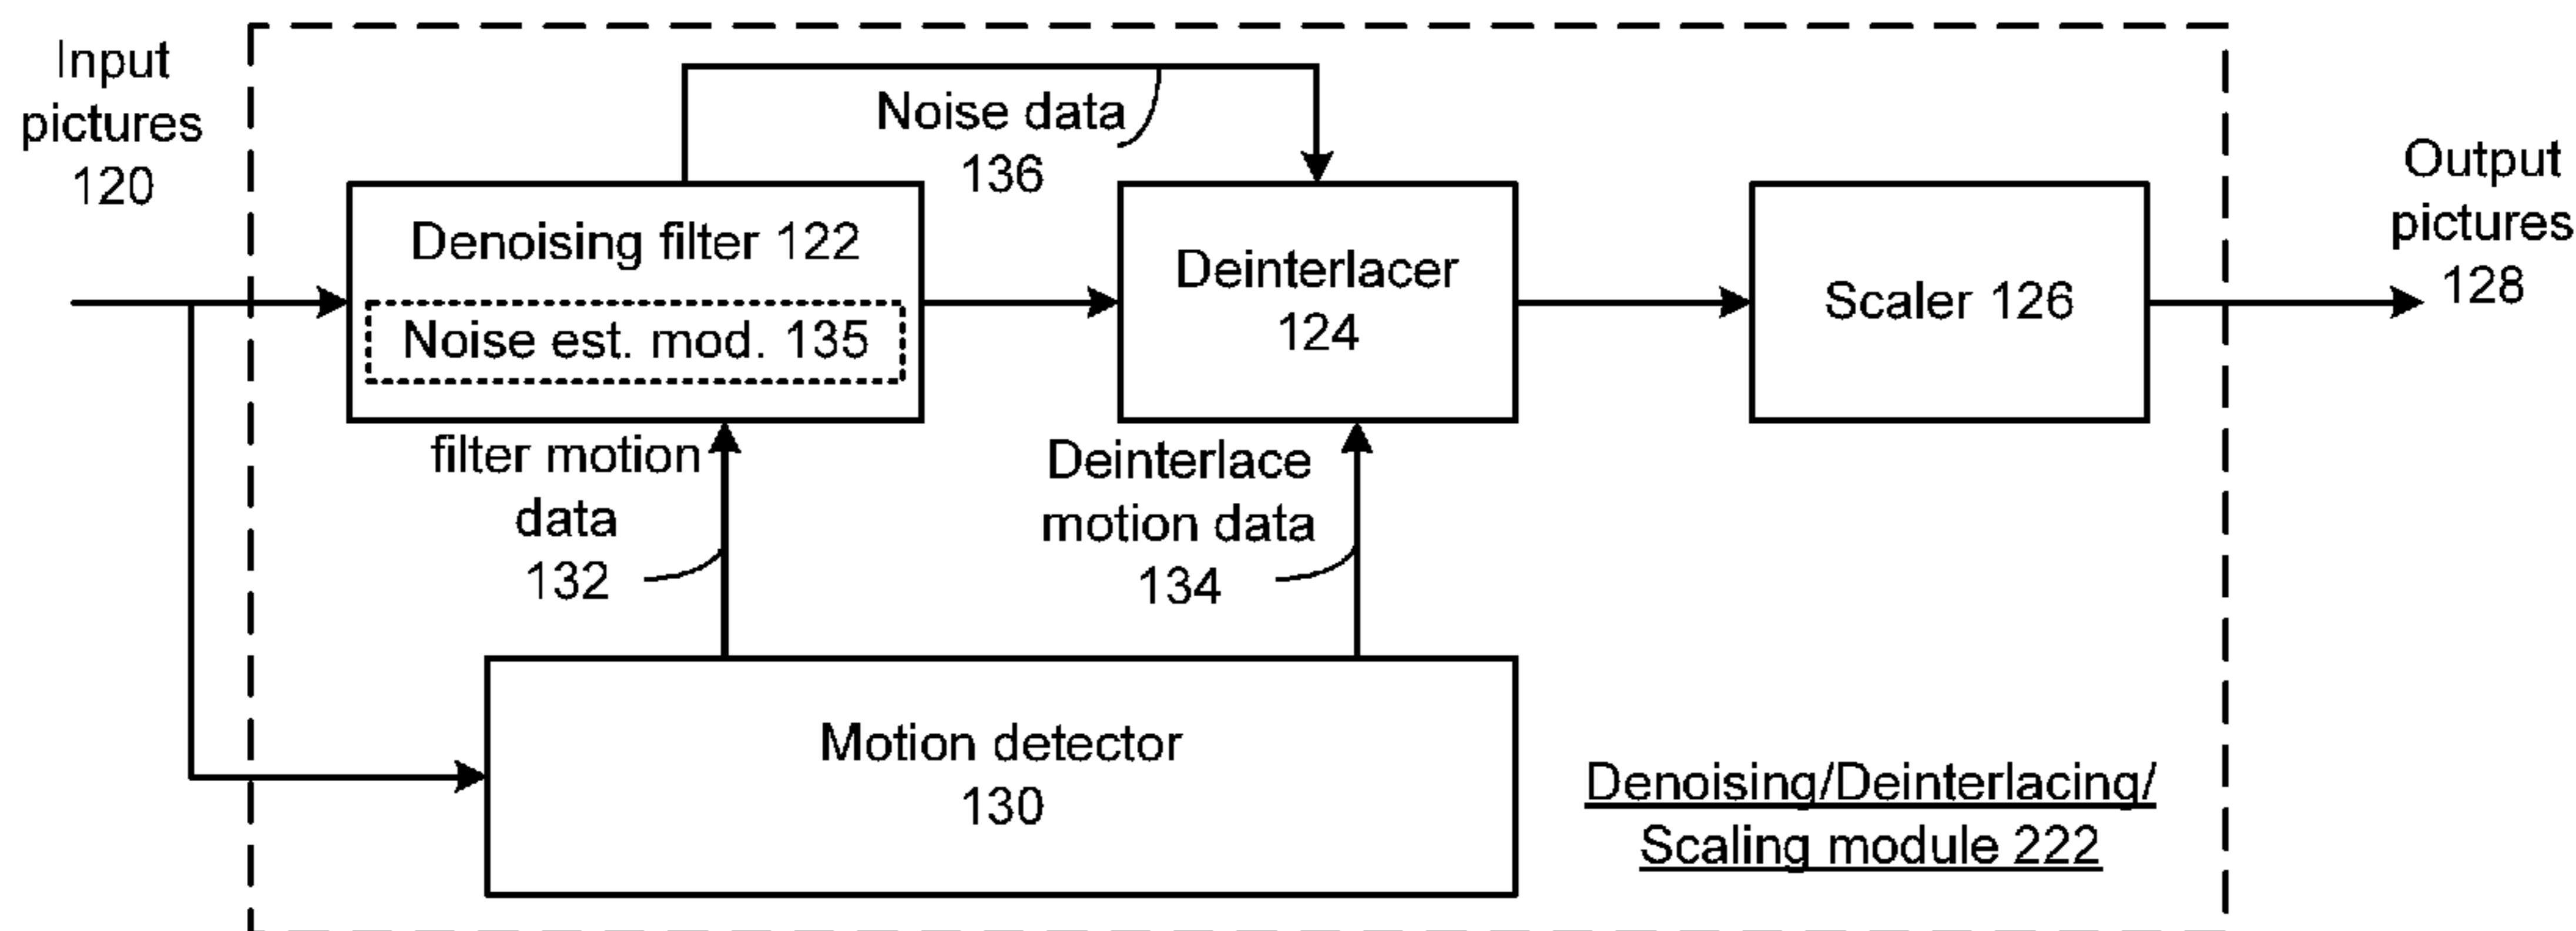 Input
pictures
120
Noise data
136
Output
pictures
128
Denoising filter 122
Noise est. mod. 135
Deinterlacer
124
Scaler 126
filter motion
data
132
Deinterlace
motion data
134
Motion detector
130
Denoising/Deinterlacing/
Scaling module 222